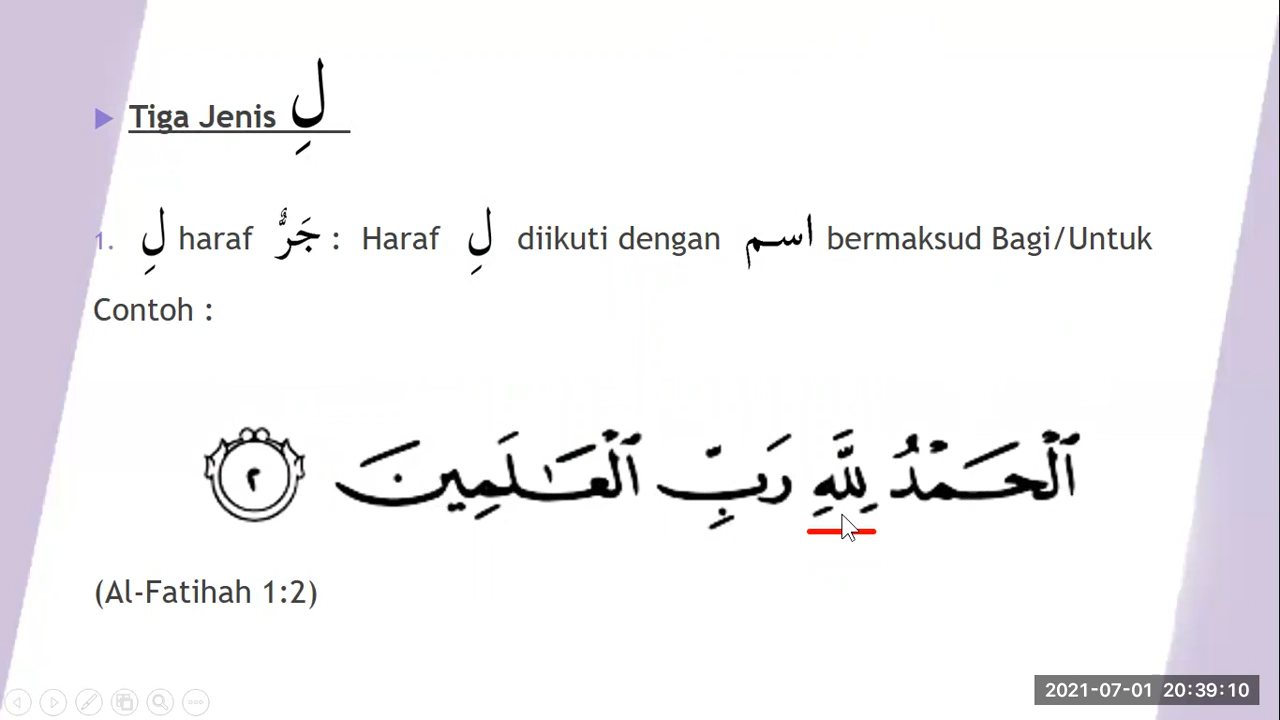 Tiga Jenis لِ
1. لِ haraf جَرٌّ : Haraf لِ diikuti dengan اسم bermaksud Bagi/Untuk
Contoh :
ٱلْحَمْدُ لِلَّهِ رَبِّ ٱلْعَـٰلَمِينَ ٢
(Al-Fatihah 1:2)
2021-07-01 20:39:10